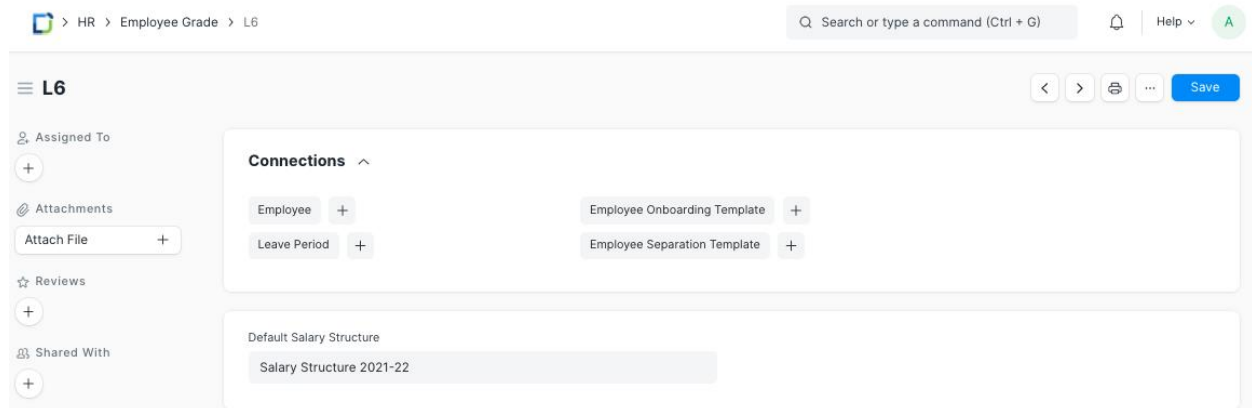 > HR > Employee Grade > L6
Search or type a command (Ctrl + G)
Help
A
L6
...
Save
Assigned To
+
Attachments
Attach File +
Reviews
+
Shared With
+
Connections
Employee +
Employee Onboarding Template +
Leave Period +
Employee Separation Template +
Default Salary Structure
Salary Structure 2021-22